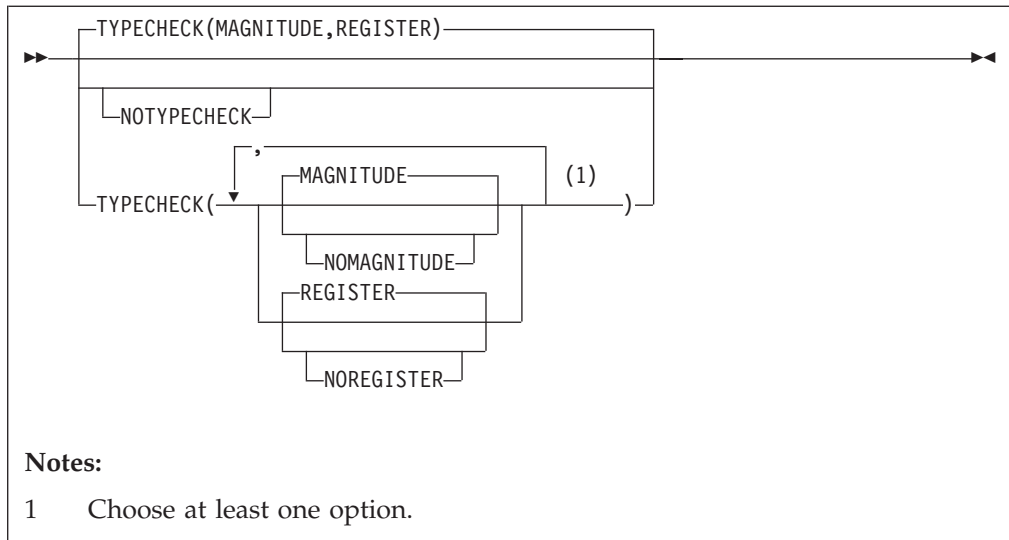 TYPECHECK(MAGNITUDE,REGISTER)
NOTYPECHECK
,
MAGNITUDE (1)
TYPECHECK( )
NOMAGNITUDE
REGISTER
NOREGISTER
Notes:
1 Choose at least one option.